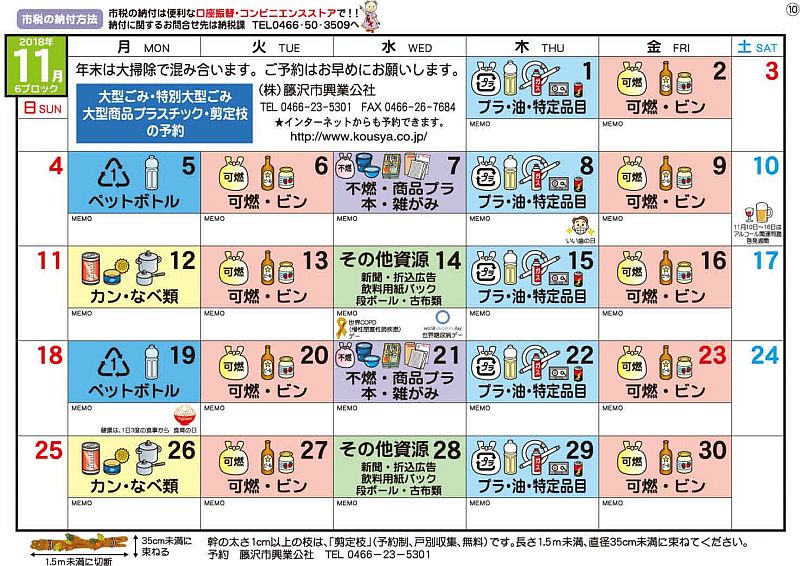 市税の納付方法
市税の納付は便利な口座振替・コンビニエンスストアで!!
納付に関するお問合せ先は納税課 TEL0466-50-3509へ
⑩
2018年
11月
6ブロック
日 SUN
月 MON
火 TUE
水 WED
木 THU
金 FRI
土 SAT
年末は大掃除で混み合います。ご予約はお早めにお願いします。
大型ごみ・特別大型ごみ
大型商品プラスチック・剪定枝
の予約
(株)藤沢市興業公社
TEL 0466-23-5301 FAX 0466-26-7684
★インターネットからも予約できます。
http://www.kousya.co.jp/
1
プラ・油・特定品目
MEMO
2
可燃
可燃・ビン
MEMO
3
4
5
1
ペットボトル
MEMO
6
可燃
可燃・ビン
MEMO
7
不燃
不燃・商品プラ
本・雑がみ
MEMO
8
プラ・油・特定品目
MEMO
いい歯の日
9
可燃
可燃・ビン
MEMO
10
11月10日～16日は
アルコール関連問題
啓発週間
11
12
カン・なべ類
MEMO
13
可燃
可燃・ビン
MEMO
その他資源 14
新聞・折込広告
飲料用紙パック
段ボール・古布類
MEMO
世界COPD
(慢性閉塞性肺疾患)
デー
world diabetes day
世界糖尿病デー
15
プラ・油・特定品目
MEMO
16
可燃
可燃・ビン
MEMO
17
18
19
1
ペットボトル
MEMO
健康は、1日3度の食事から 食育の日
20
可燃
可燃・ビン
MEMO
21
不燃
不燃・商品プラ
本・雑がみ
MEMO
22
プラ・油・特定品目
MEMO
23
可燃
可燃・ビン
MEMO
24
25
26
カン・なべ類
MEMO
27
可燃
可燃・ビン
MEMO
その他資源 28
新聞・折込広告
飲料用紙パック
段ボール・古布類
MEMO
29
プラ・油・特定品目
MEMO
30
可燃
可燃・ビン
MEMO
35cm未満に
束ねる
1.5m未満に切断
幹の太さ1cm以上の枝は、「剪定枝」(予約制、戸別収集、無料)です。長さ1.5m未満、直径35cm未満に束ねてください。
予約 藤沢市興業公社 TEL 0466-23-5301